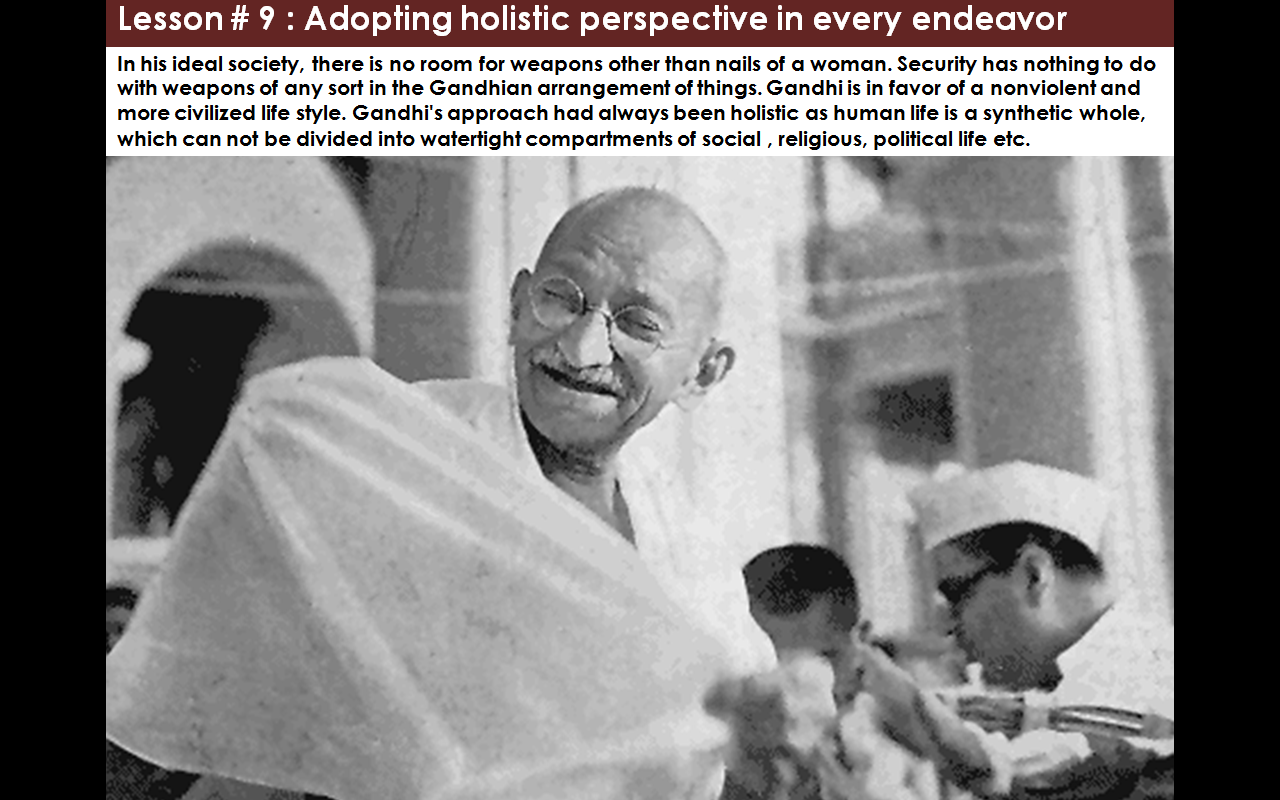 Lesson # 9 : Adopting holistic perspective in every endeavor
In his ideal society, there is no room for weapons other than nails of a woman. Security has nothing to do
with weapons of any sort in the Gandhian arrangement of things. Gandhi is in favor of a nonviolent and
more civilized life style. Gandhi's approach had always been holistic as human life is a synthetic whole,
which can not be divided into watertight compartments of social , religious, political life etc.